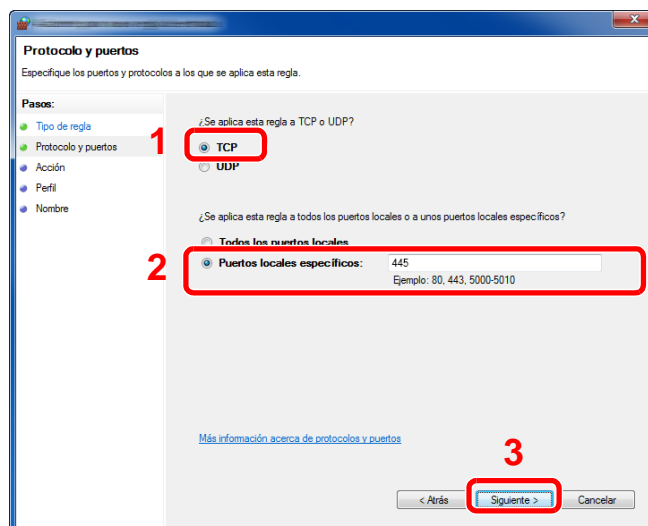 Protocolo y puertos
Especifique los puertos y protocolos a los que se aplica esta regla.
Pasos:
Tipo de regla
Protocolo y puertos
Acción
Perfil
Nombre
¿Se aplica esta regla a TCP o UDP?
1
TCP
UDP
¿Se aplica esta regla a todos los puertos locales o a unos puertos locales específicos?
Todos los puertos locales
2
Puertos locales específicos: 445
Ejemplo: 80, 443, 5000-5010
Más información acerca de protocolos y puertos
3
< Atrás Siguiente > Cancelar